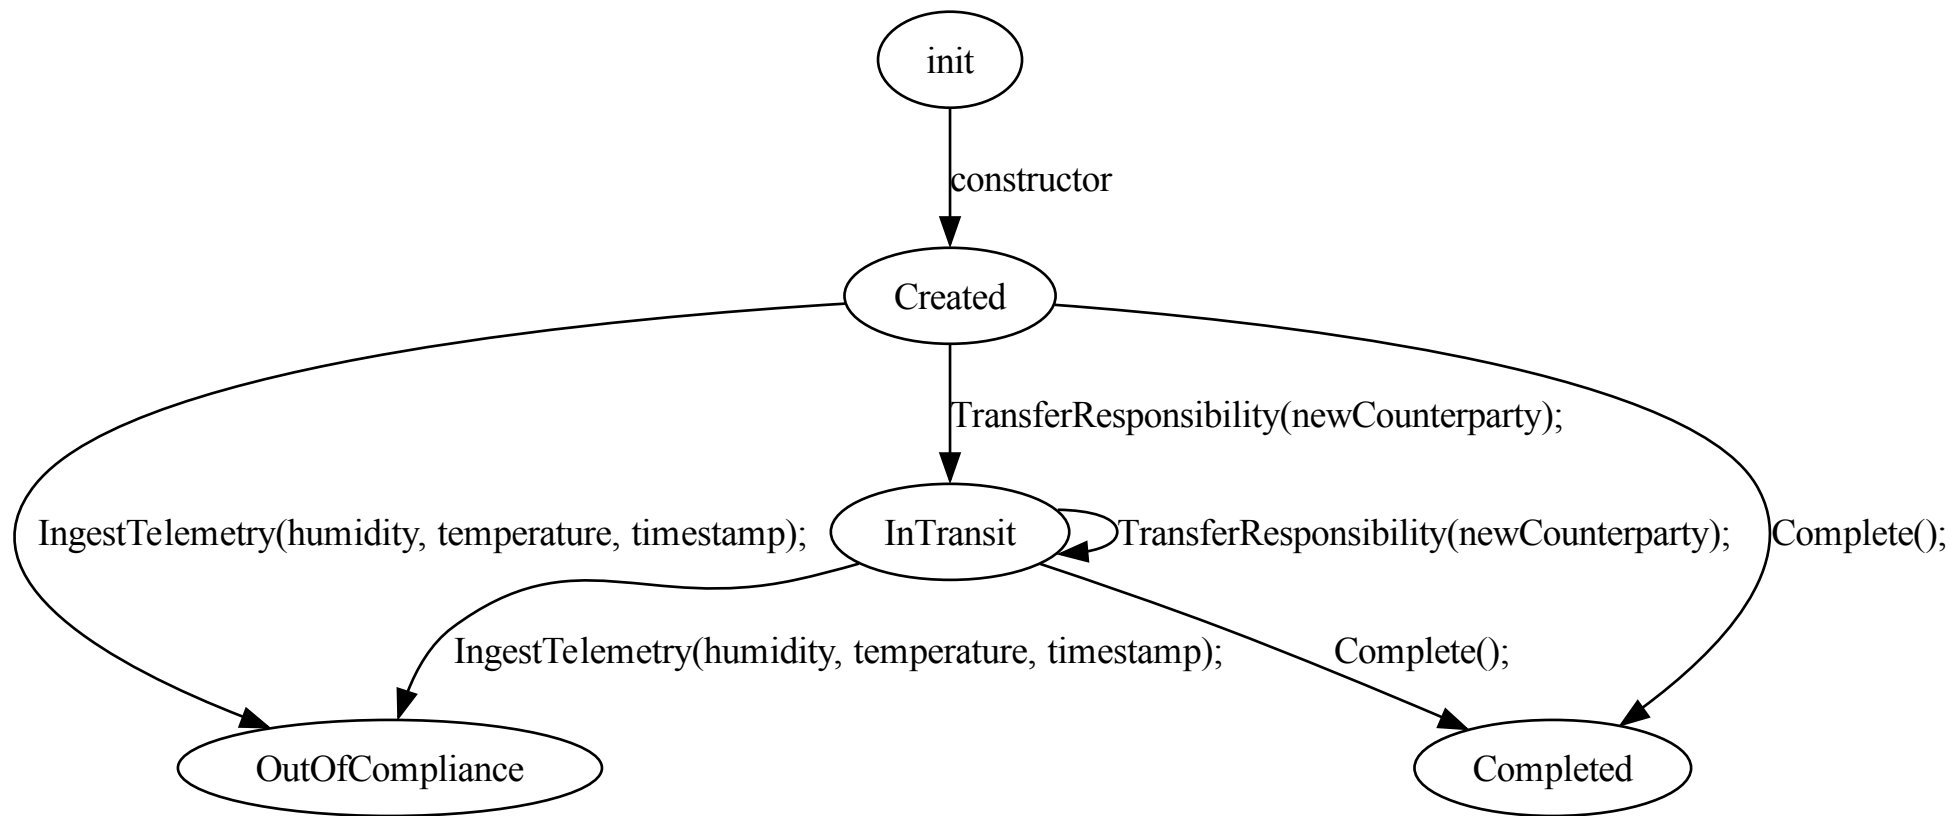 init
constructor
Created
TransferResponsibility(newCounterparty);
IngestTelemetry(humidity, temperature, timestamp);
InTransit
TransferResponsibility(newCounterparty);
Complete();
IngestTelemetry(humidity, temperature, timestamp);
Complete();
OutOfCompliance
Completed